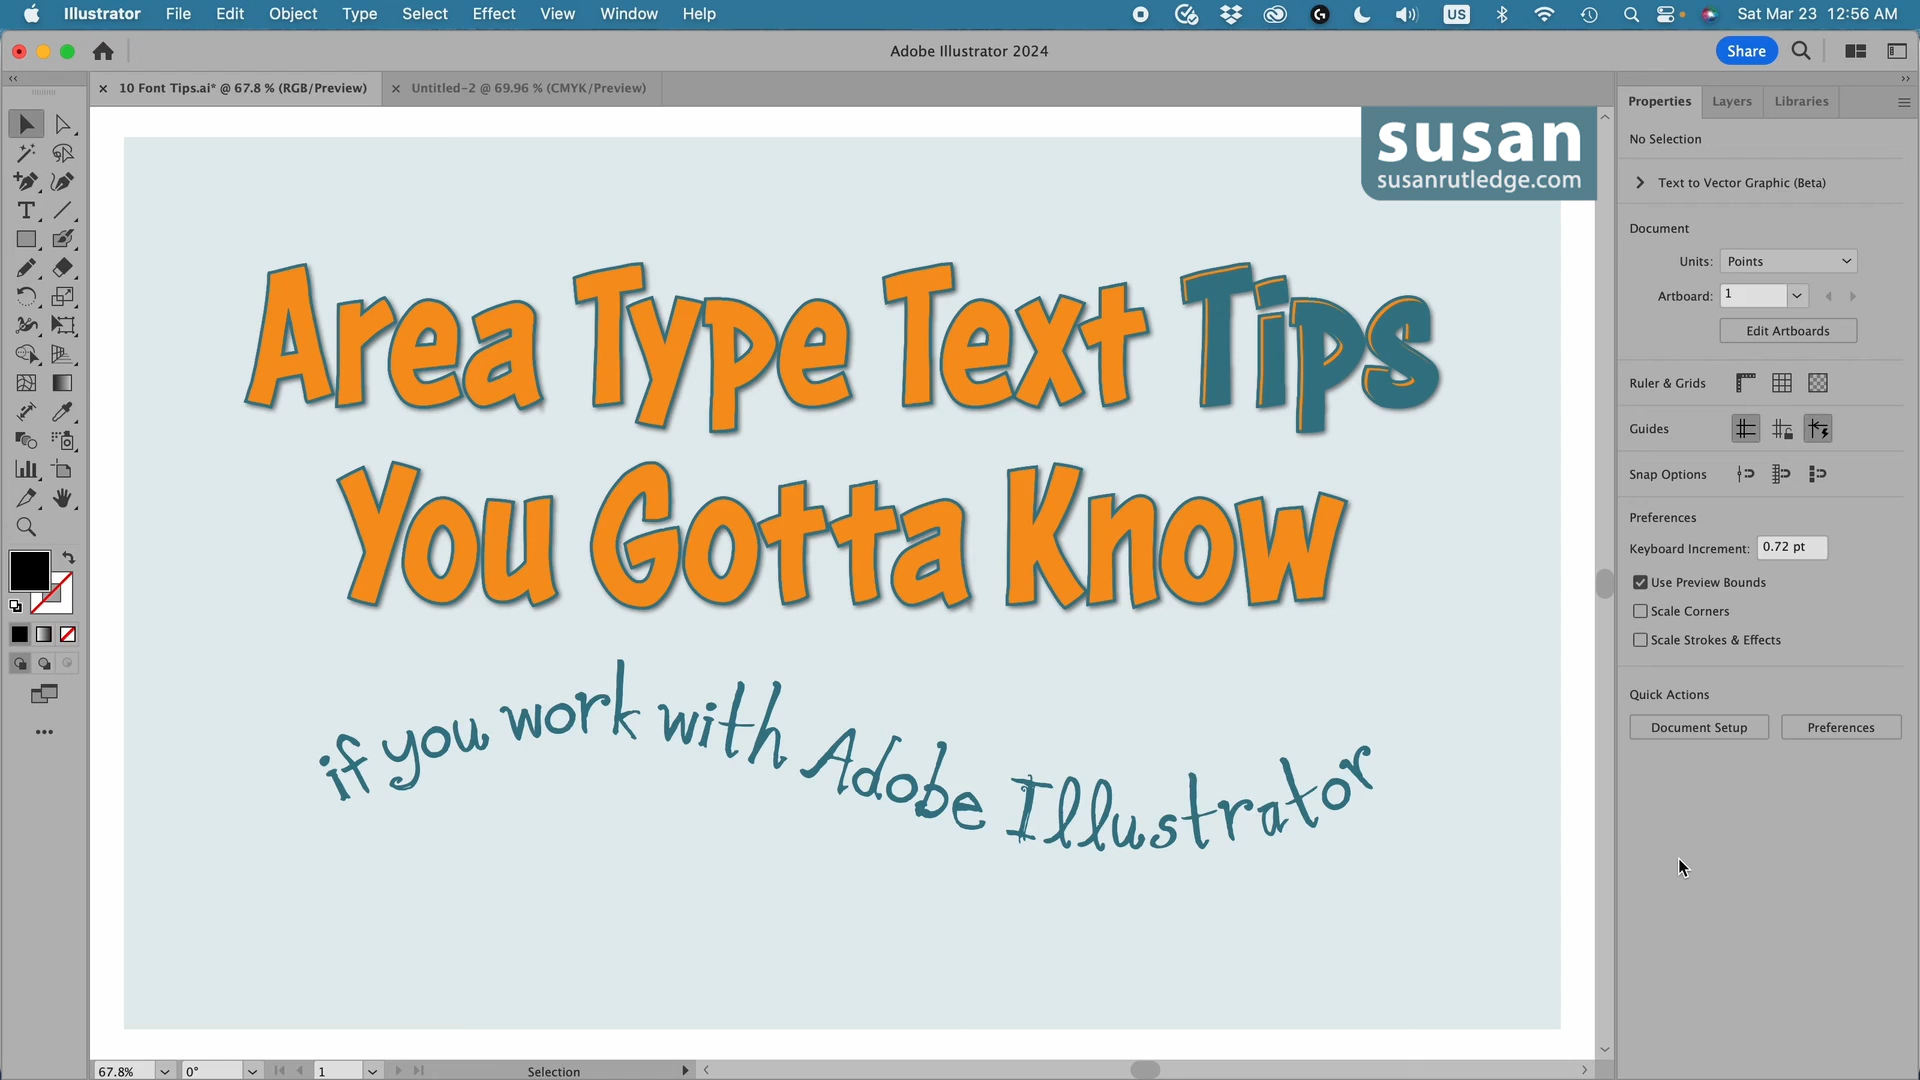 Illustrator File Edit Object Type Select Effect View Window Help US Sat Mar 23 12:56 AM
Adobe Illustrator 2024
Share
10 Font Tips.ai* @ 67.8 % (RGB/Preview)
Untitled-2 @ 69.96 % (CMYK/Preview)
Properties Layers Libraries
susan
susanrutledge.com
No Selection
Text to Vector Graphic (Beta)
Document
Units: Points
Artboard: 1
Edit Artboards
Ruler & Grids
Guides
Snap Options
Preferences
Keyboard Increment: 0.72 pt
Use Preview Bounds
Scale Corners
Scale Strokes & Effects
Quick Actions
Document Setup Preferences
Area Type Text Tips
You Gotta Know
if you work with Adobe Illustrator
67.8% 0° 1 Selection